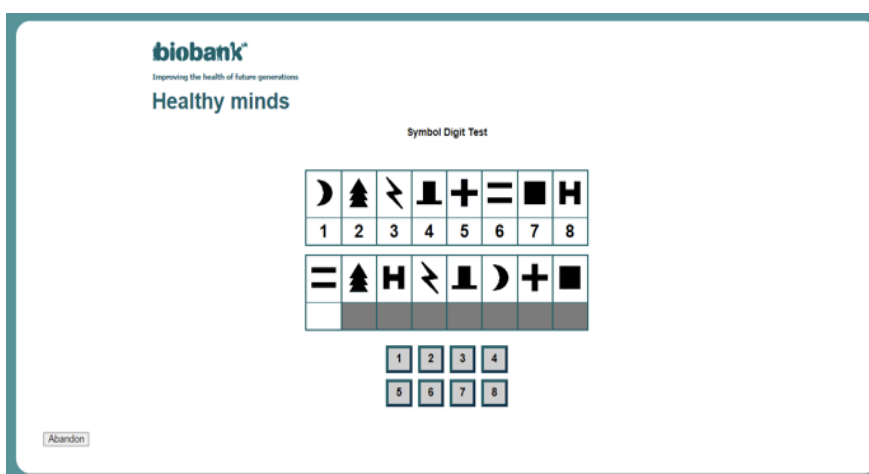 biobank
Improving the health of future generations
Healthy minds
Symbol Digit Test
1 2 3 4 5 6 7 8
1 2 3 4
5 6 7 8
Abandon